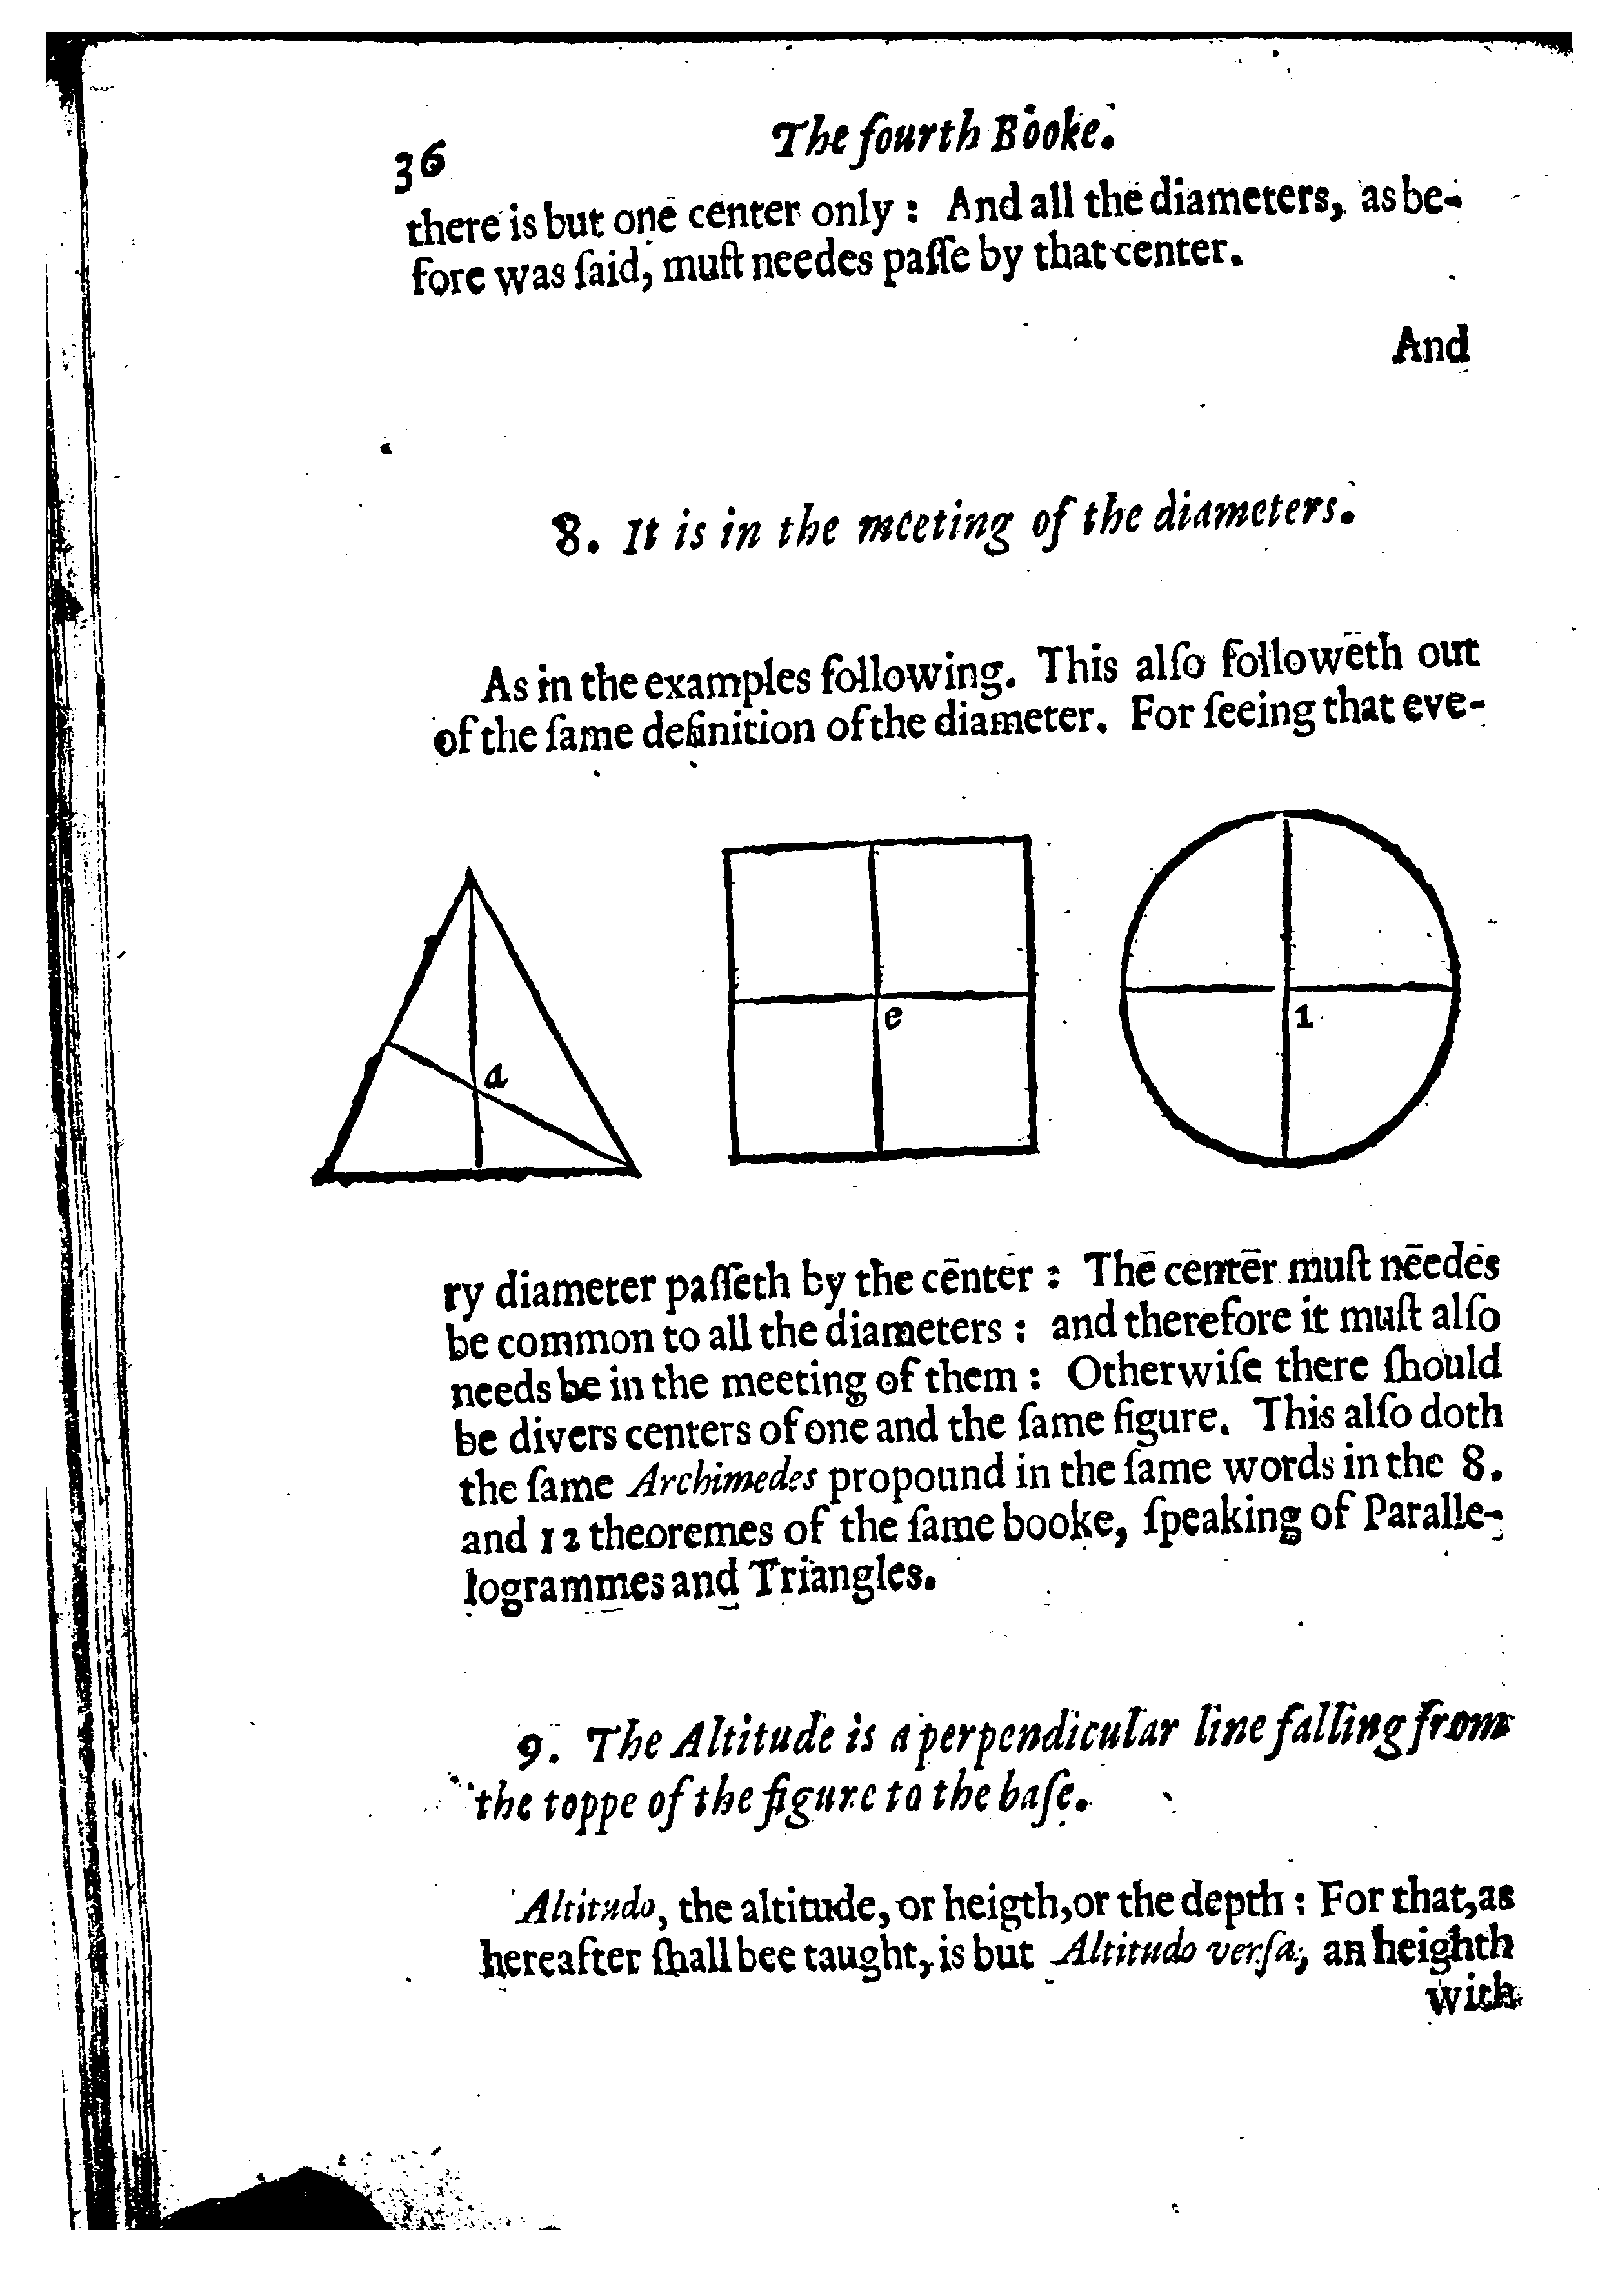 36
The fourth Booke.
there is but one center only : And all the diameters, as be-
fore was ſaid, muſt needes paſſe by that center.
And
8. It is in the meeting of the diameters.
As in the examples following. This alſo followeth out
of the ſame definition of the diameter. For ſeeing that eve-
a
e
1
ry diameter paſſeth by the center : The center muſt needes
be common to all the diameters : and therefore it muſt alſo
needs be in the meeting of them : Otherwiſe there ſhould
be divers centers of one and the ſame figure. This alſo doth
the ſame Archimedes propound in the ſame words in the 8.
and 12 theoremes of the ſame booke, ſpeaking of Paralle-
logrammes and Triangles.
9. The Altitude is a perpendicular line falling from
the toppe of the figure to the baſe.
Altitudo, the altitude, or heigth, or the depth : For that, as
hereafter ſhall bee taught, is but Altitudo verſa, an heighth
with